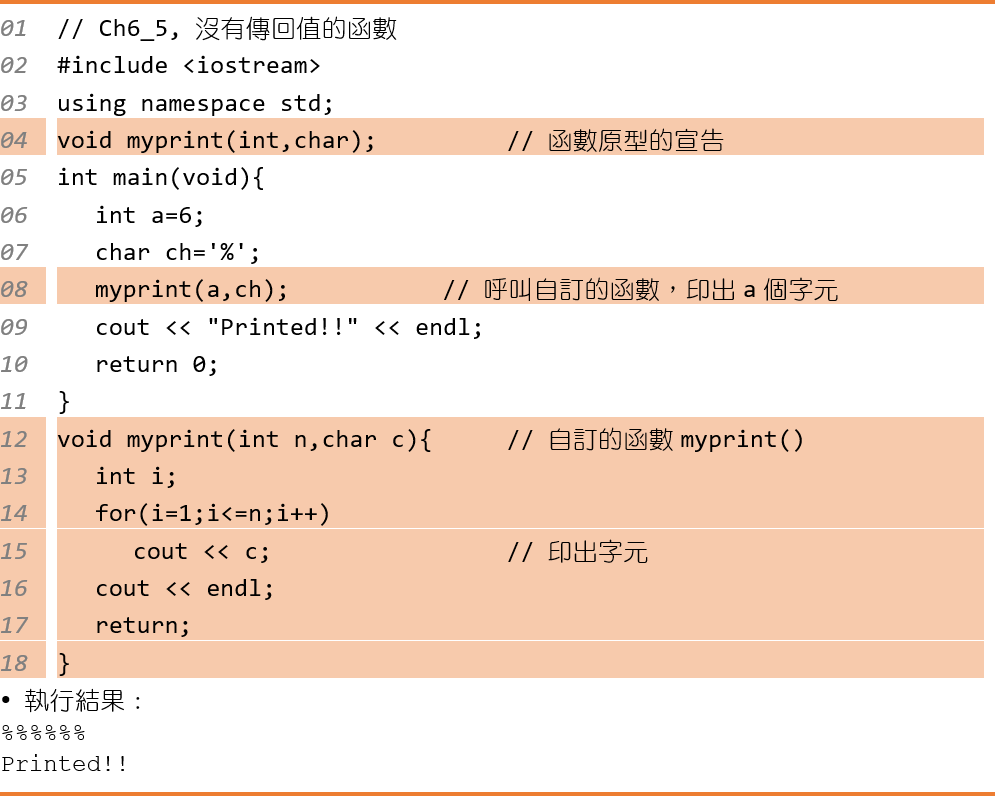 01 // Ch6_5, 沒有傳回值的函數
02 #include <iostream>
03 using namespace std;
04 void myprint(int,char); // 函數原型的宣告
05 int main(void){
06 int a=6;
07 char ch='%';
08 myprint(a,ch); // 呼叫自訂的函數，印出 a 個字元
09 cout << "Printed!!" << endl;
10 return 0;
11 }
12 void myprint(int n,char c){ // 自訂的函數 myprint()
13 int i;
14 for(i=1;i<=n;i++)
15 cout << c; // 印出字元
16 cout << endl;
17 return;
18 }
• 執行結果：
%%%%%%
Printed!!